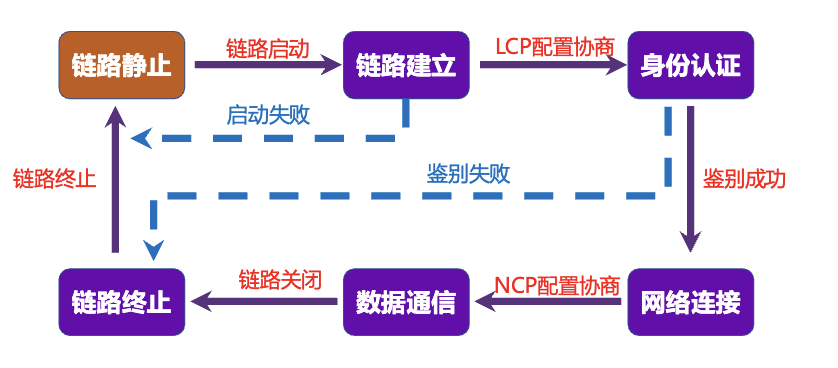 链路静止
链路启动
链路建立
LCP配置协商
身份认证
启动失败
链路终止
鉴别失败
鉴别成功
链路终止
链路关闭
数据通信
NCP配置协商
网络连接